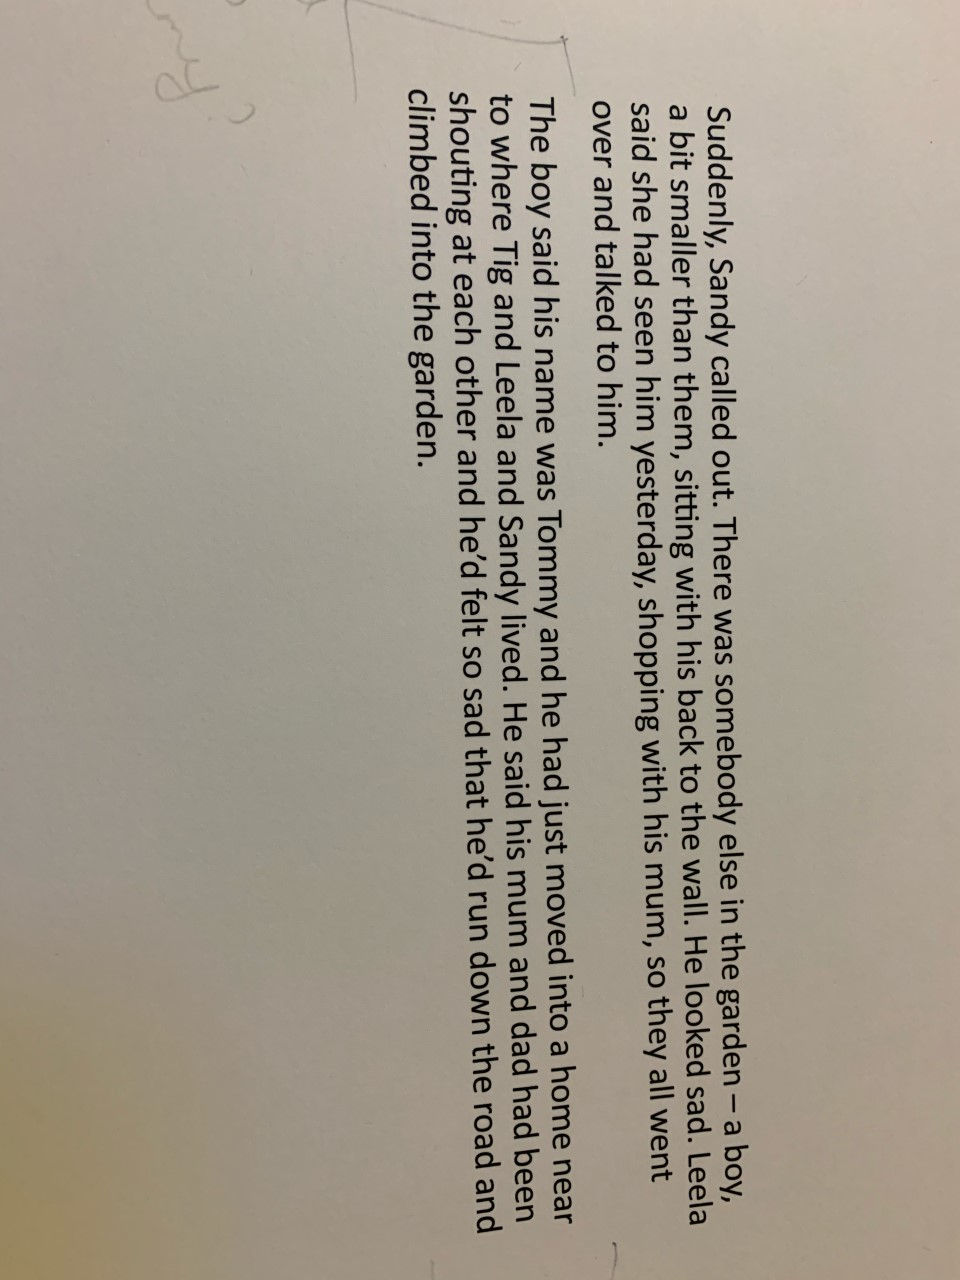 Suddenly, Sandy called out. There was somebody else in the garden – a boy,
a bit smaller than them, sitting with his back to the wall. He looked sad. Leela
said she had seen him yesterday, shopping with his mum, so they all went
over and talked to him.
The boy said his name was Tommy and he had just moved into a home near
to where Tig and Leela and Sandy lived. He said his mum and dad had been
shouting at each other and he’d felt so sad that he’d run down the road and
climbed into the garden.